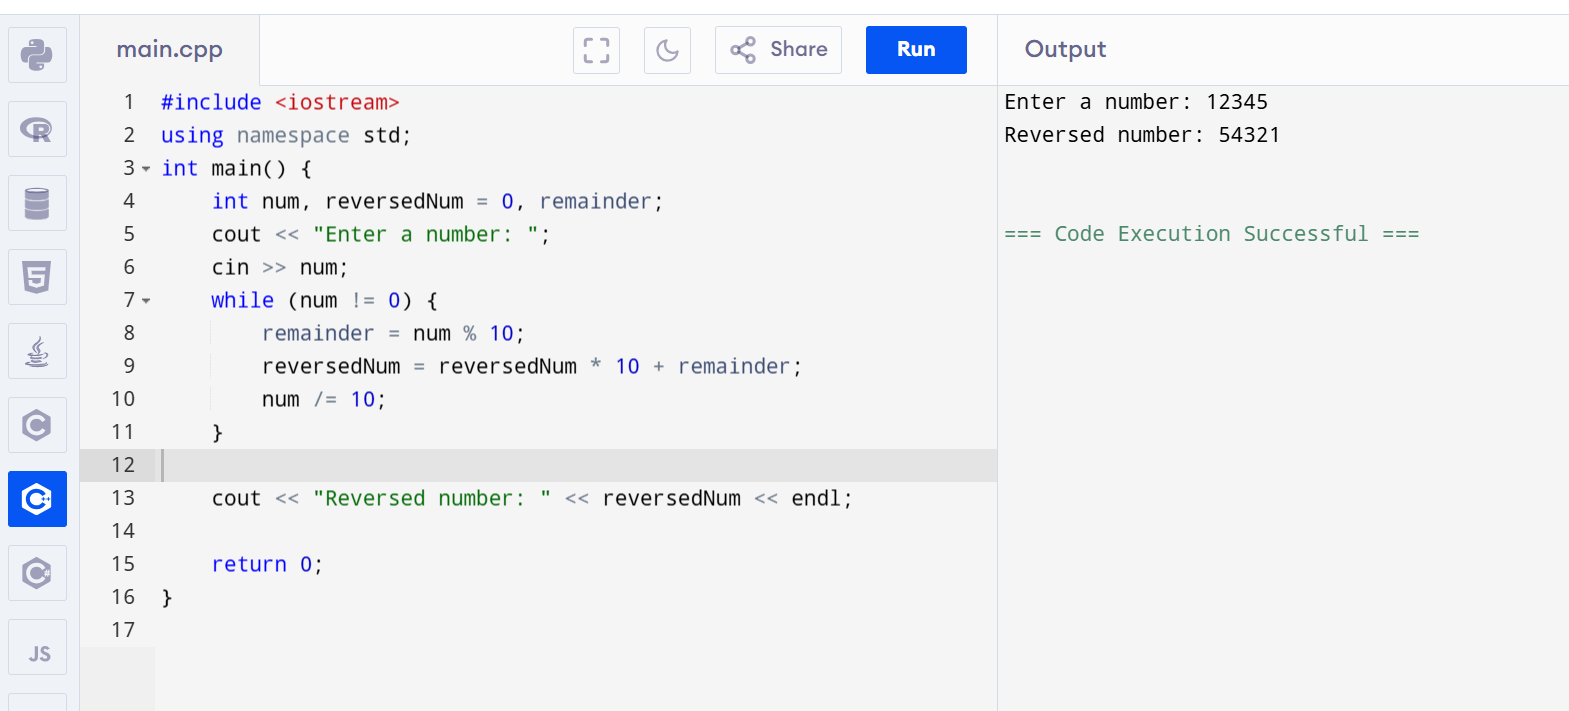 main.cpp
Share
Run
Output
1 #include <iostream>
2 using namespace std;
3 int main() {
4     int num, reversedNum = 0, remainder;
5     cout << "Enter a number: ";
6     cin >> num;
7     while (num != 0) {
8         remainder = num % 10;
9         reversedNum = reversedNum * 10 + remainder;
10         num /= 10;
11     }
12
13     cout << "Reversed number: " << reversedNum << endl;
14
15     return 0;
16 }
17
Enter a number: 12345
Reversed number: 54321
=== Code Execution Successful ===
R
5
C
C++
C#
JS